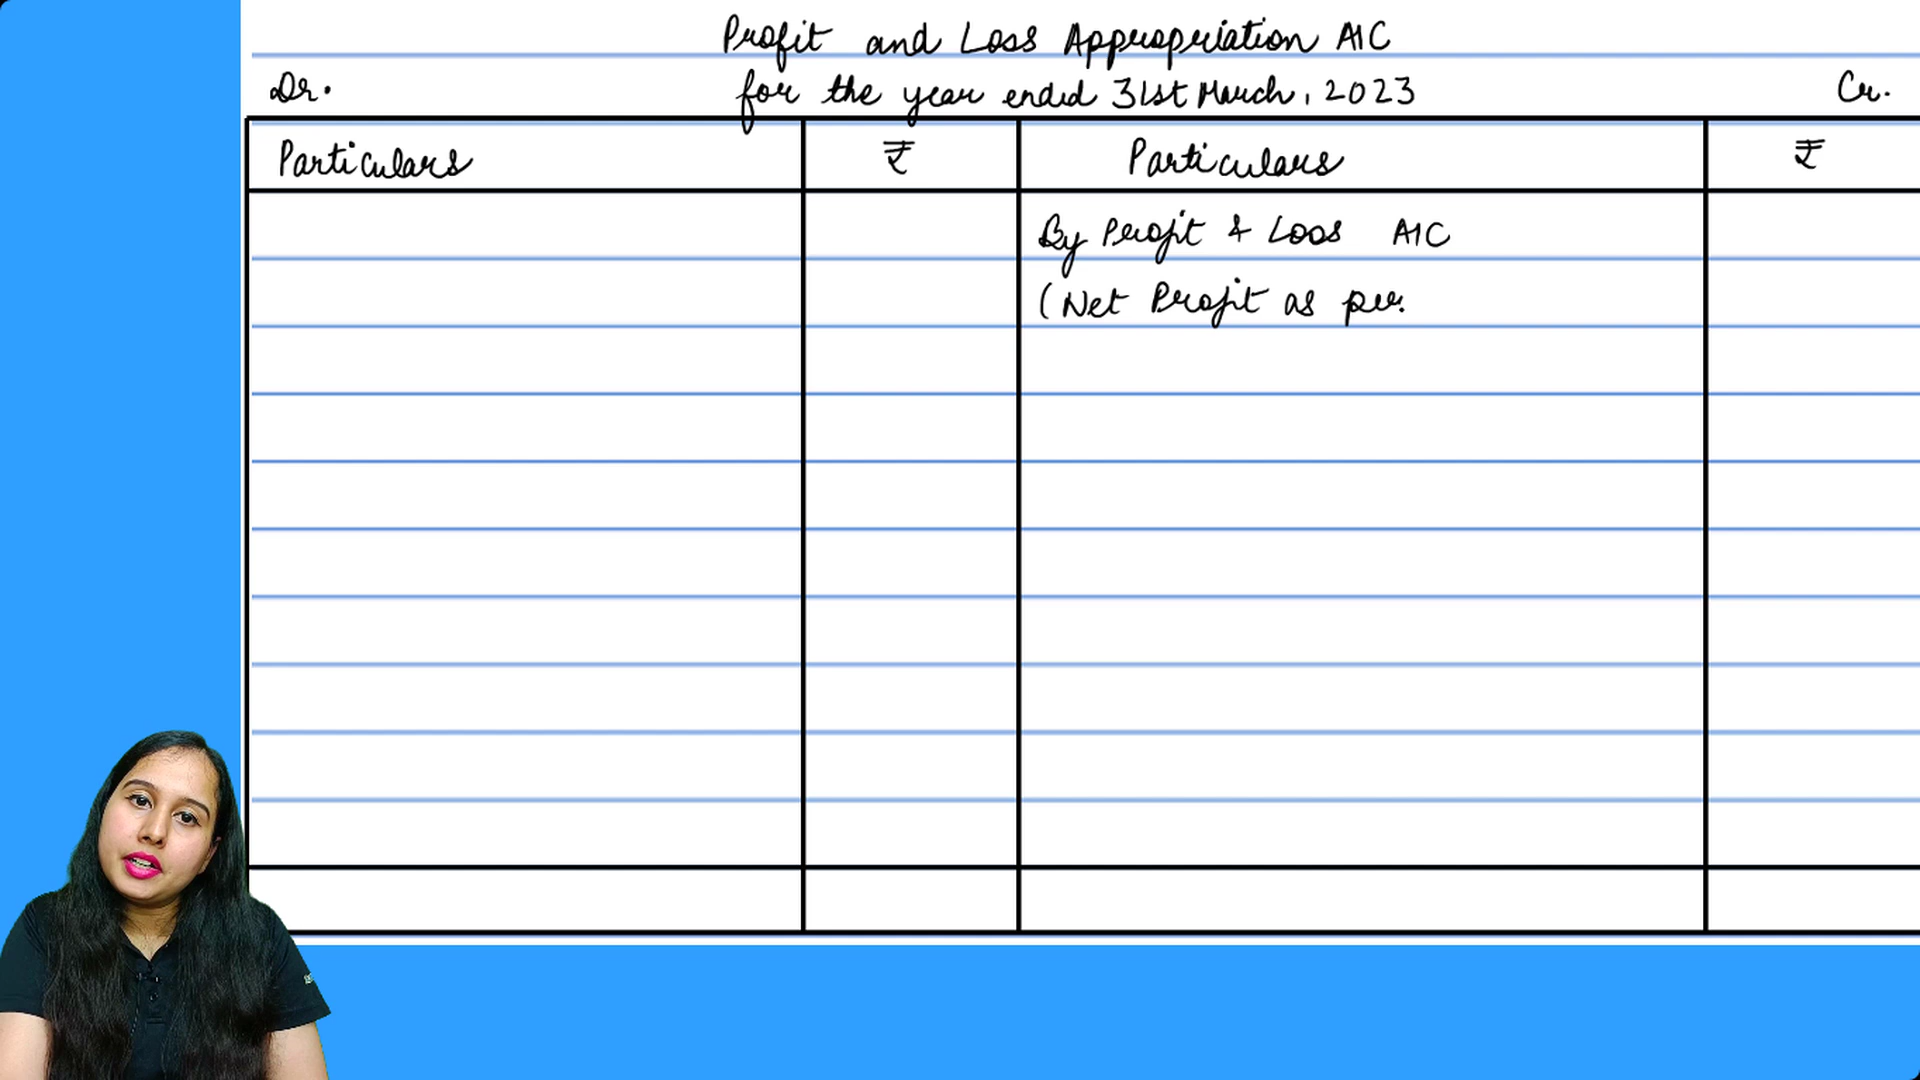 Profit and Loss Appropriation A/C
Dr. for the year ended 31st March, 2023 Cr.
Particulars ₹ Particulars ₹
By Profit & Loss A/C
(Net Profit as per.